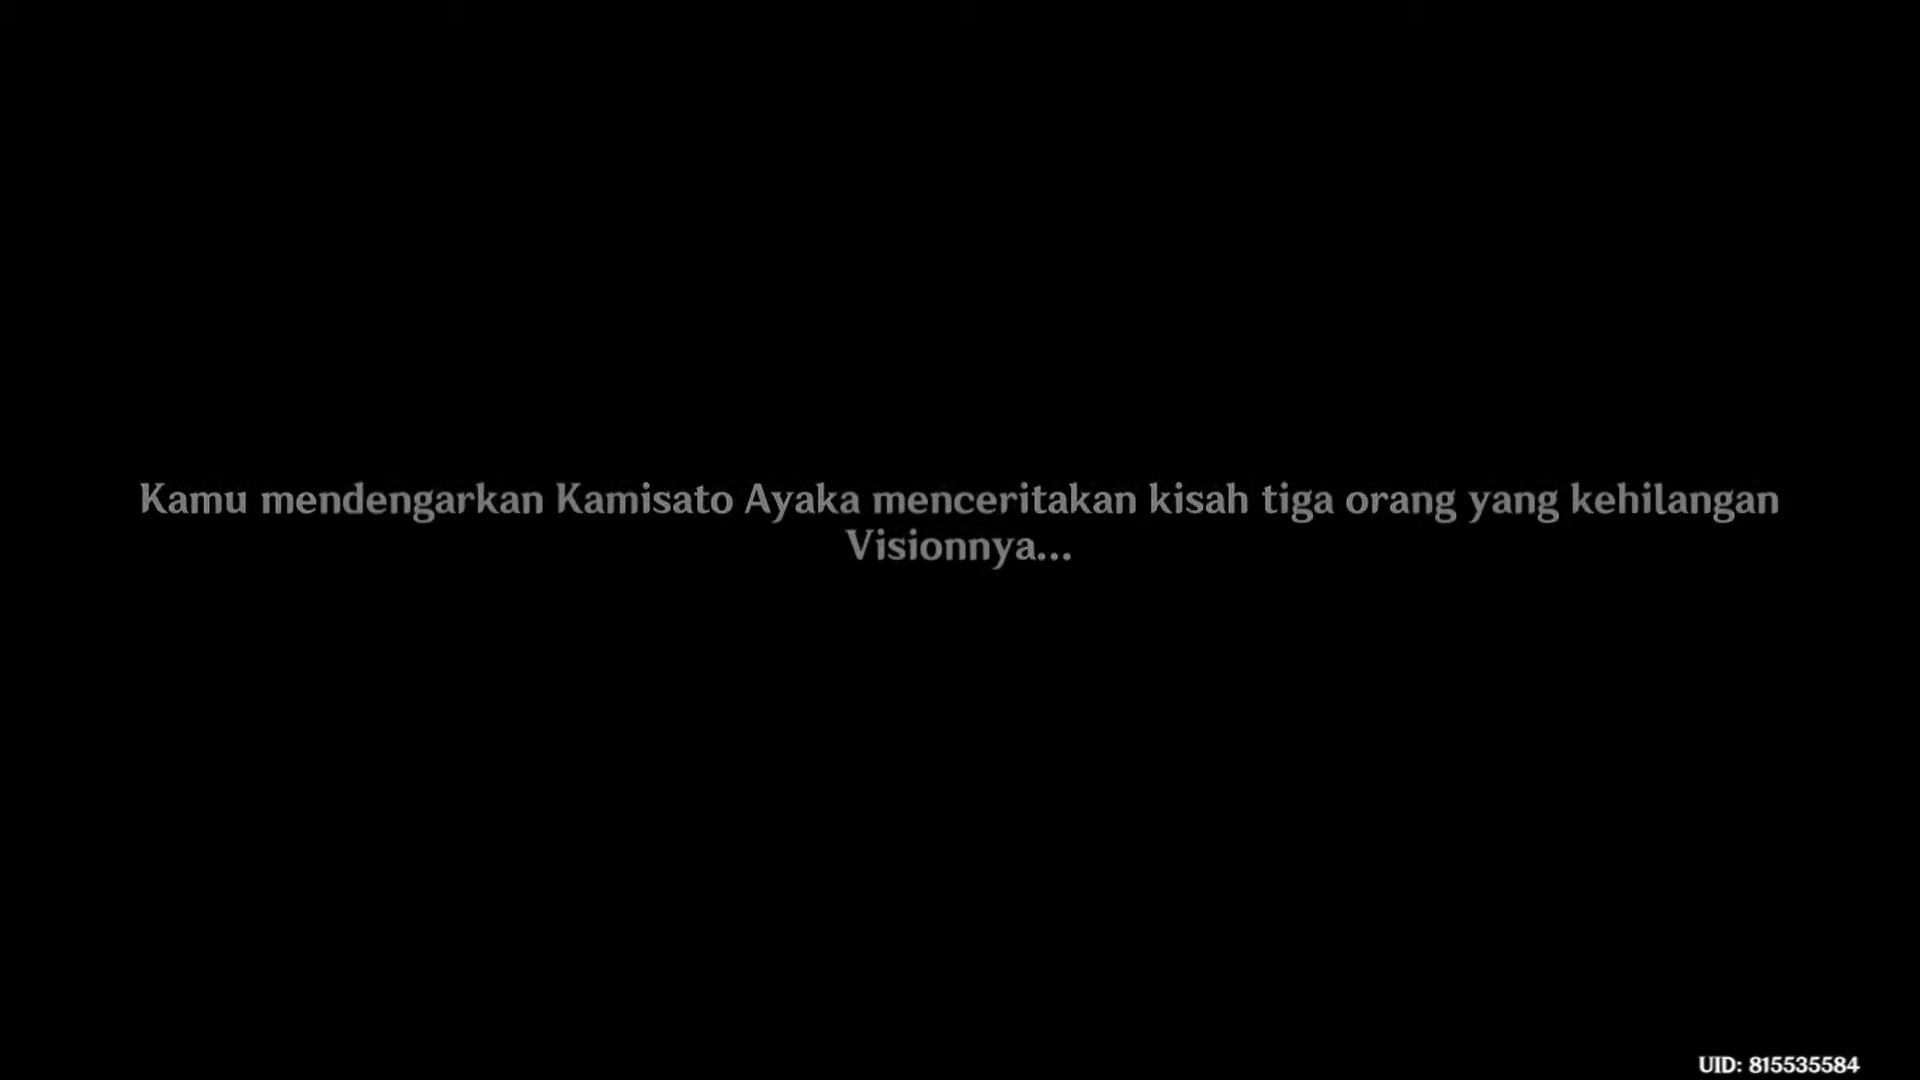 Kamu mendengarkan Kamisato Ayaka menceritakan kisah tiga orang yang kehilangan
Visionnya...
UID: 815535584